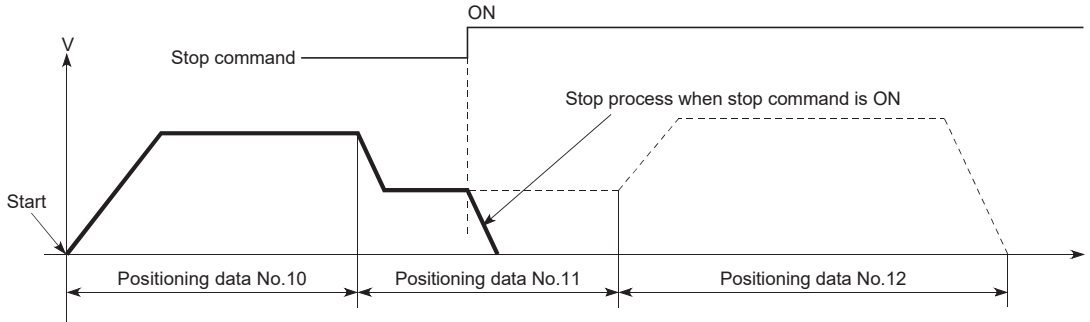 ON
V
Stop command
Stop process when stop command is ON
Start
Positioning data No.10
Positioning data No.11
Positioning data No.12